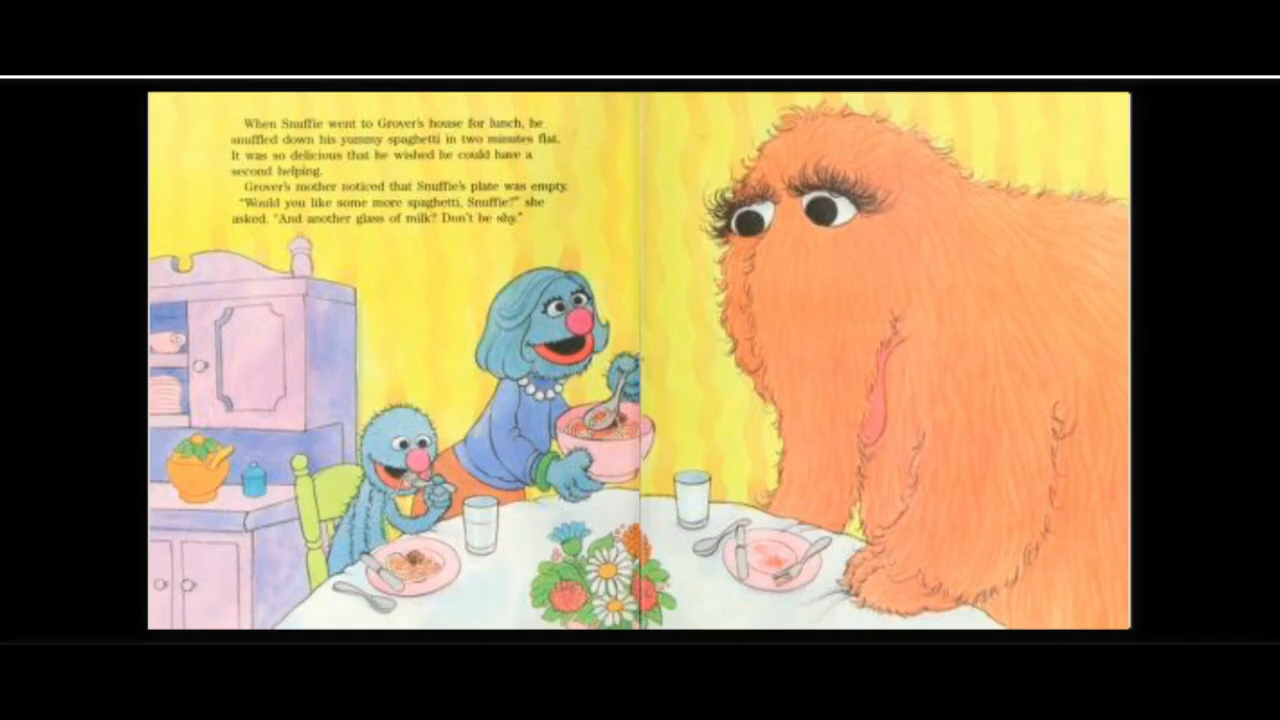 When Snuffie went to Grover's house for lunch, he
snuffled down his yummy spaghetti in two minutes flat.
It was so delicious that he wished he could have a
second helping.
Grover's mother noticed that Snuffie's plate was empty.
"Would you like some more spaghetti, Snuffie?" she
asked. "And another glass of milk? Don't be shy."